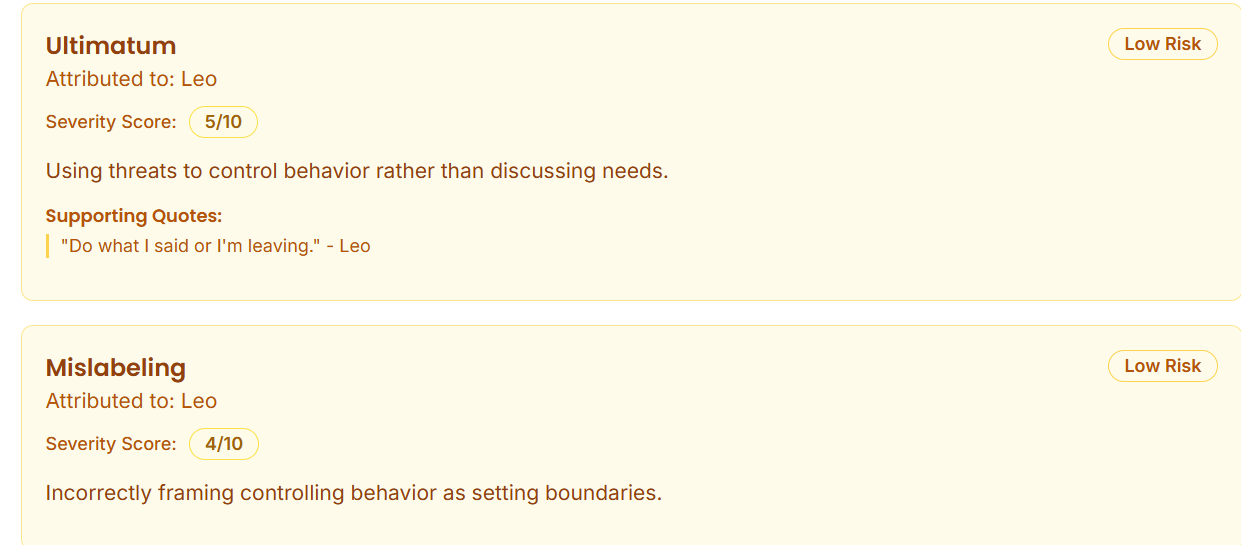 Ultimatum
Low Risk
Attributed to: Leo
Severity Score: 5/10
Using threats to control behavior rather than discussing needs.
Supporting Quotes:
"Do what I said or I'm leaving." - Leo
Mislabeling
Low Risk
Attributed to: Leo
Severity Score: 4/10
Incorrectly framing controlling behavior as setting boundaries.